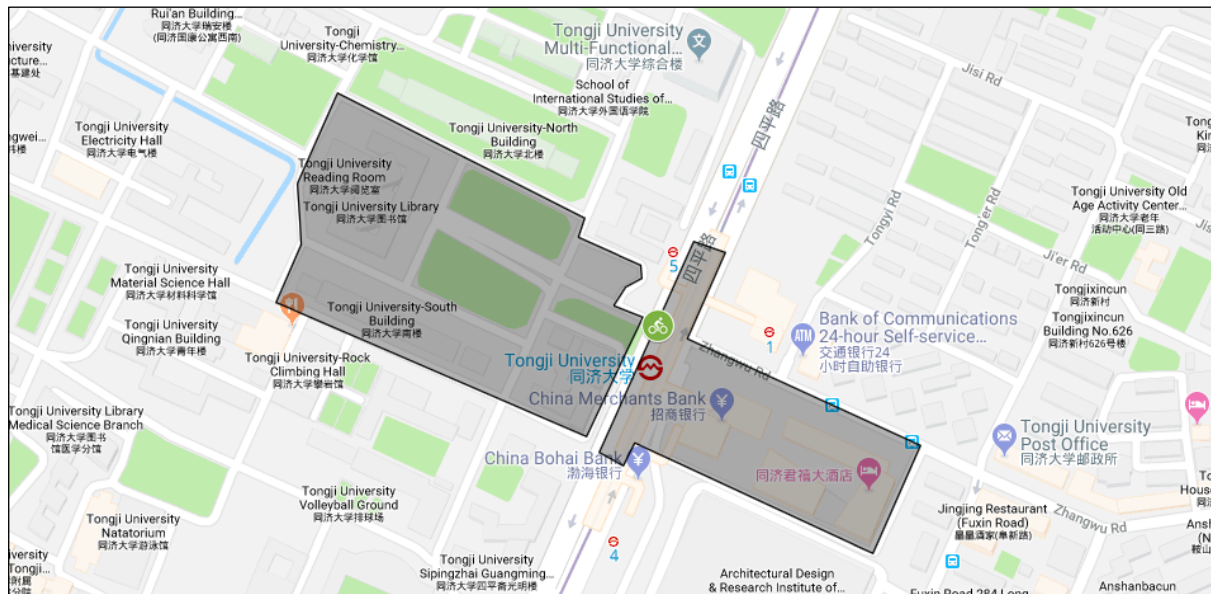 Rui'an Building...
同济大学瑞安楼
(同济国康公寓西南)
Tongji
University-Chemistry...
同济大学化学馆
Tongji University
Multi-Functional...
同济大学综合楼
文
四平路
Jisi Rd
iversity
cture...
基建处
School of
International Studies of...
同济大学外国语学院
Tongji University
Electricity Hall
同济大学电气楼
Tongji University-North
Building
同济大学北楼
Tongji University
Reading Room
同济大学阅览室
Tongji University Library
同济大学图书馆
Tongyi Rd
Tong'er Rd
Ji'er Rd
Tongji University Old
Age Activity Center...
同济大学老年
活动中心(同三路)
四平路
5
Tongji University
Material Science Hall
同济大学材料科学馆
Tongji University-South
Building
同济大学南楼
Tongji University
Qingnian Building
同济大学青年楼
Tongji University-Rock
Climbing Hall
同济大学攀岩馆
Tongji University
同济大学
1
Zhangwu Rd
ATM
Bank of Communications
24-hour Self-service...
交通银行24
小时自助银行
Tongjixincun
同济新村
Tongjixincun
Building No.626
同济新村626号楼
China Merchants Bank
招商银行
¥
Tongji University Library
Medical Science Branch
同济大学图书
馆医学分馆
China Bohai Bank
渤海银行
¥
同济君禧大酒店
Tongji University
Post Office
同济大学邮政所
Tongji University
Volleyball Ground
同济大学排球场
Tongji University
Natatorium
同济大学游泳馆
4
Jingjing Restaurant
(Fuxin Road)
Zhangwu Rd
Tongji University
Sipingzhai Guangming...
同济大学四平斋光明楼
Architectural Design
& Research Institute of...
Fuxin Road 284 Long
Anshanbacun